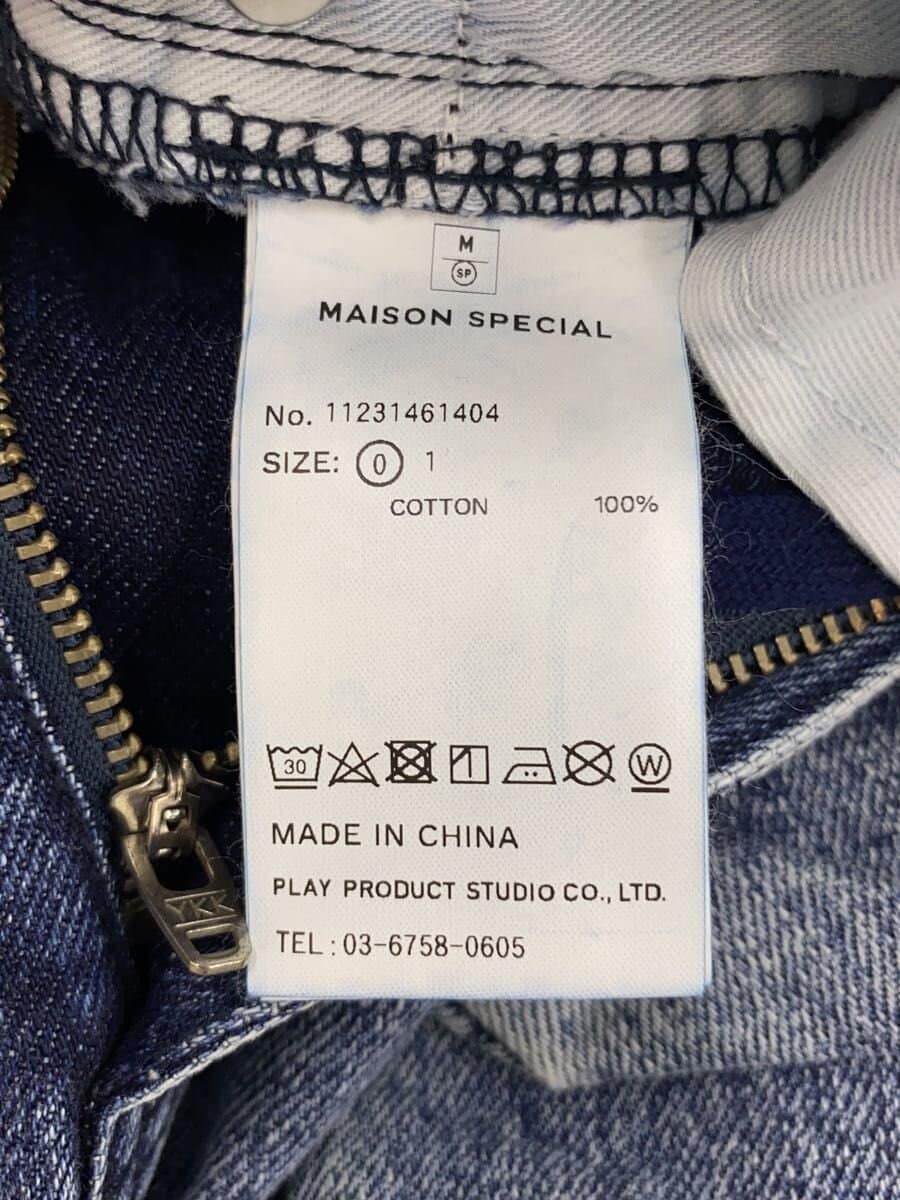 M
SP
MAISON SPECIAL
No. 11231461404
SIZE: 0 1
COTTON 100%
30 W
MADE IN CHINA
PLAY PRODUCT STUDIO CO., LTD.
TEL : 03-6758-0605
YKK